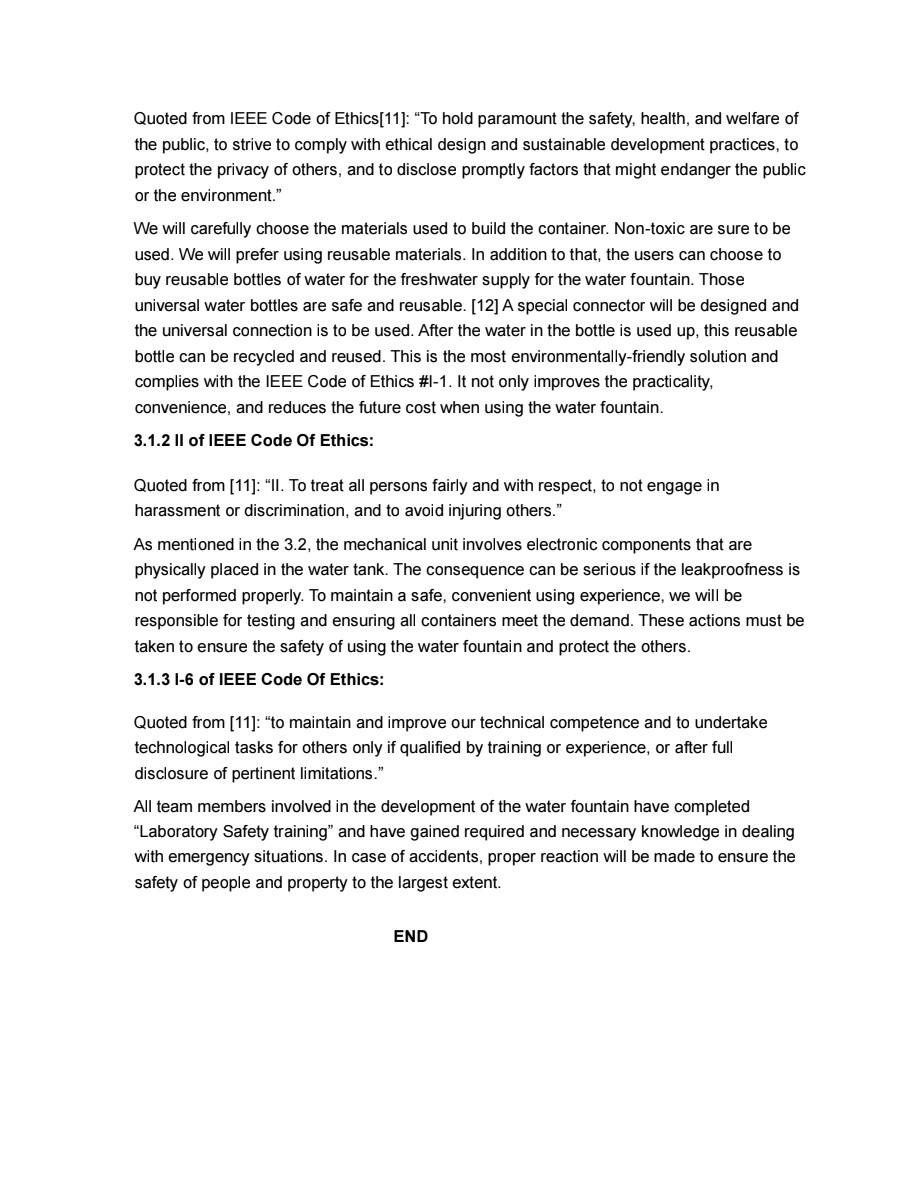 Quoted from IEEE Code of Ethics[11]: “To hold paramount the safety, health, and welfare of
the public, to strive to comply with ethical design and sustainable development practices, to
protect the privacy of others, and to disclose promptly factors that might endanger the public
or the environment.”
We will carefully choose the materials used to build the container. Non-toxic are sure to be
used. We will prefer using reusable materials. In addition to that, the users can choose to
buy reusable bottles of water for the freshwater supply for the water fountain. Those
universal water bottles are safe and reusable. [12] A special connector will be designed and
the universal connection is to be used. After the water in the bottle is used up, this reusable
bottle can be recycled and reused. This is the most environmentally-friendly solution and
complies with the IEEE Code of Ethics #I-1. It not only improves the practicality,
convenience, and reduces the future cost when using the water fountain.
3.1.2 II of IEEE Code Of Ethics:
Quoted from [11]: “II. To treat all persons fairly and with respect, to not engage in
harassment or discrimination, and to avoid injuring others.”
As mentioned in the 3.2, the mechanical unit involves electronic components that are
physically placed in the water tank. The consequence can be serious if the leakproofness is
not performed properly. To maintain a safe, convenient using experience, we will be
responsible for testing and ensuring all containers meet the demand. These actions must be
taken to ensure the safety of using the water fountain and protect the others.
3.1.3 I-6 of IEEE Code Of Ethics:
Quoted from [11]: “to maintain and improve our technical competence and to undertake
technological tasks for others only if qualified by training or experience, or after full
disclosure of pertinent limitations.”
All team members involved in the development of the water fountain have completed
“Laboratory Safety training” and have gained required and necessary knowledge in dealing
with emergency situations. In case of accidents, proper reaction will be made to ensure the
safety of people and property to the largest extent.
END